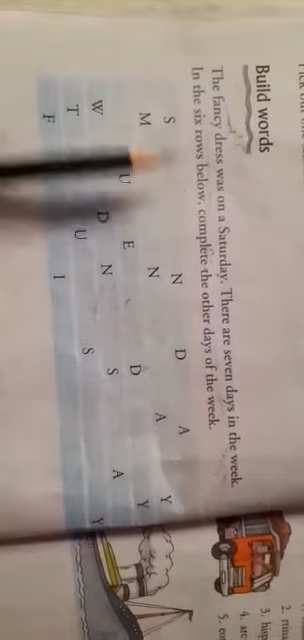 Build words
The fancy dress was on a Saturday. There are seven days in the week.
In the six rows below, complete the other days of the week.
S N D A
M N A Y
U E D Y
W D N S A
T U S Y
F I
2.
3.
4.
5.